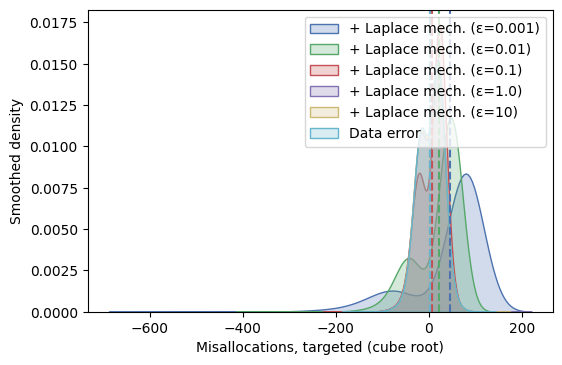 0.0175
0.0150
0.0125
0.0100
0.0075
0.0050
0.0025
0.0000
Smoothed density
+ Laplace mech. (ε=0.001)
+ Laplace mech. (ε=0.01)
+ Laplace mech. (ε=0.1)
+ Laplace mech. (ε=1.0)
+ Laplace mech. (ε=10)
Data error
−600
−400
−200
0
200
Misallocations, targeted (cube root)